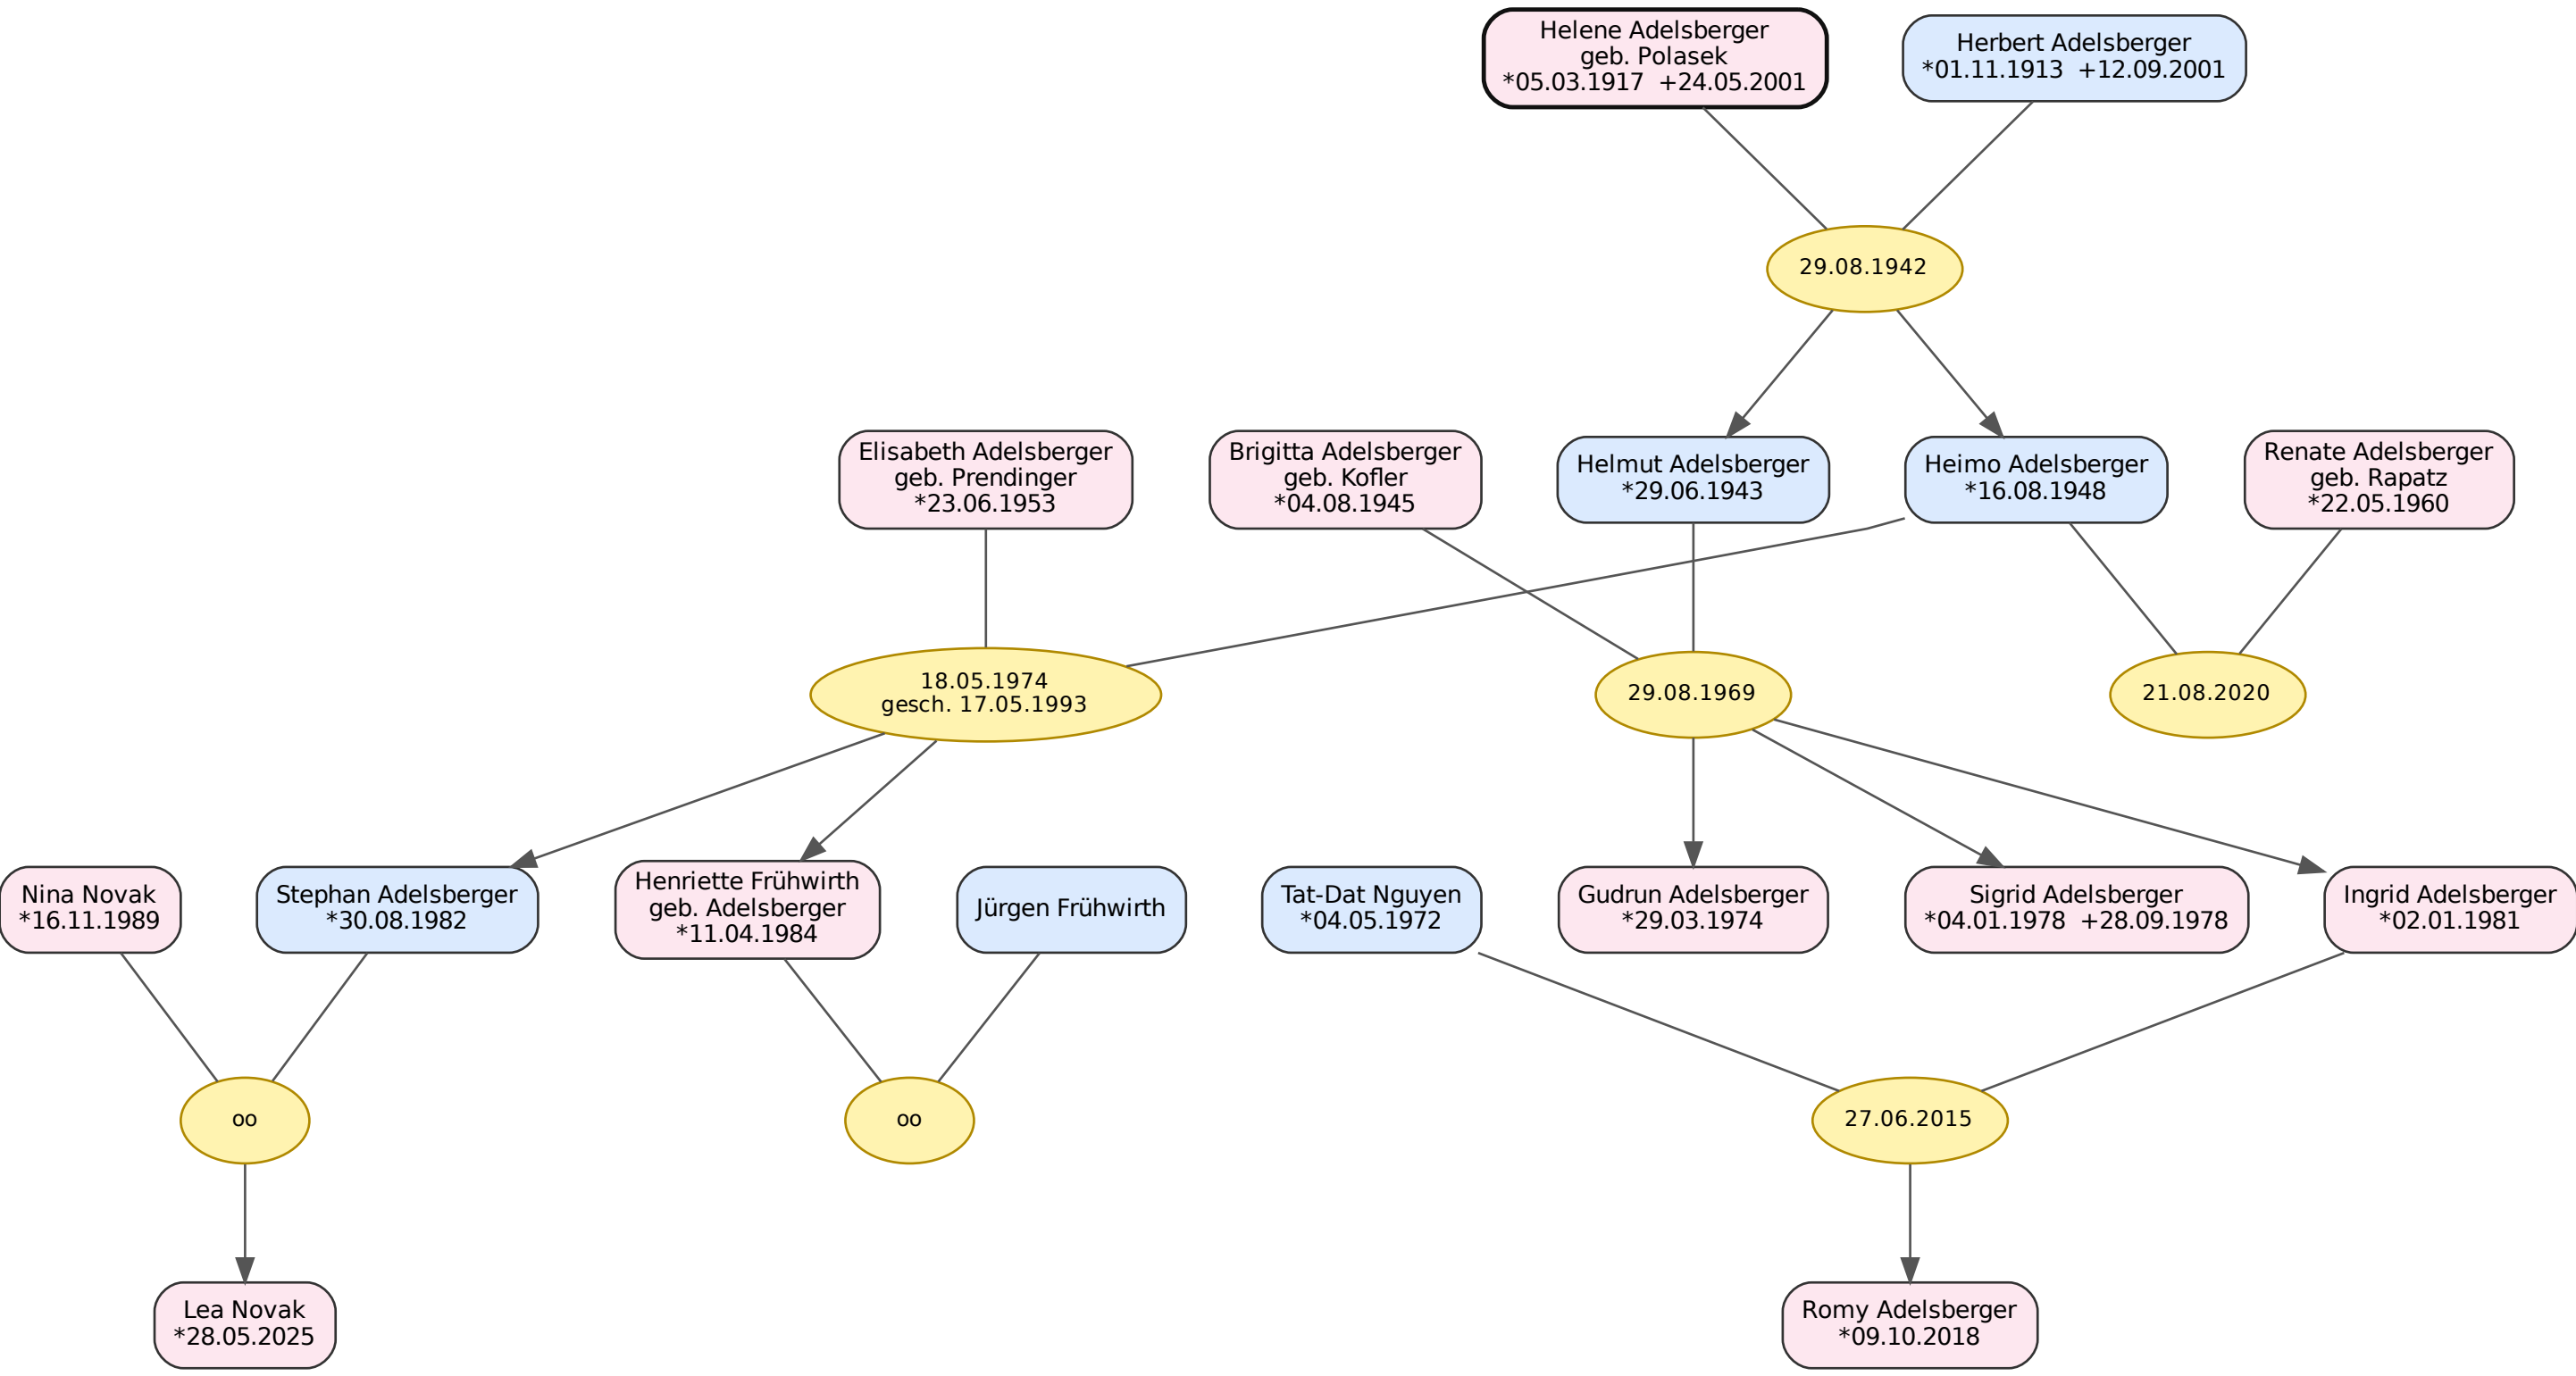 Helene Adelsberger
geb. Polasek
*05.03.1917  +24.05.2001
Herbert Adelsberger
*01.11.1913  +12.09.2001
29.08.1942
Elisabeth Adelsberger
geb. Prendinger
*23.06.1953
Brigitta Adelsberger
geb. Kofler
*04.08.1945
Helmut Adelsberger
*29.06.1943
Heimo Adelsberger
*16.08.1948
Renate Adelsberger
geb. Rapatz
*22.05.1960
18.05.1974
gesch. 17.05.1993
29.08.1969
21.08.2020
Nina Novak
*16.11.1989
Stephan Adelsberger
*30.08.1982
Henriette Frühwirth
geb. Adelsberger
*11.04.1984
Jürgen Frühwirth
Tat-Dat Nguyen
*04.05.1972
Gudrun Adelsberger
*29.03.1974
Sigrid Adelsberger
*04.01.1978  +28.09.1978
Ingrid Adelsberger
*02.01.1981
oo
oo
27.06.2015
Lea Novak
*28.05.2025
Romy Adelsberger
*09.10.2018